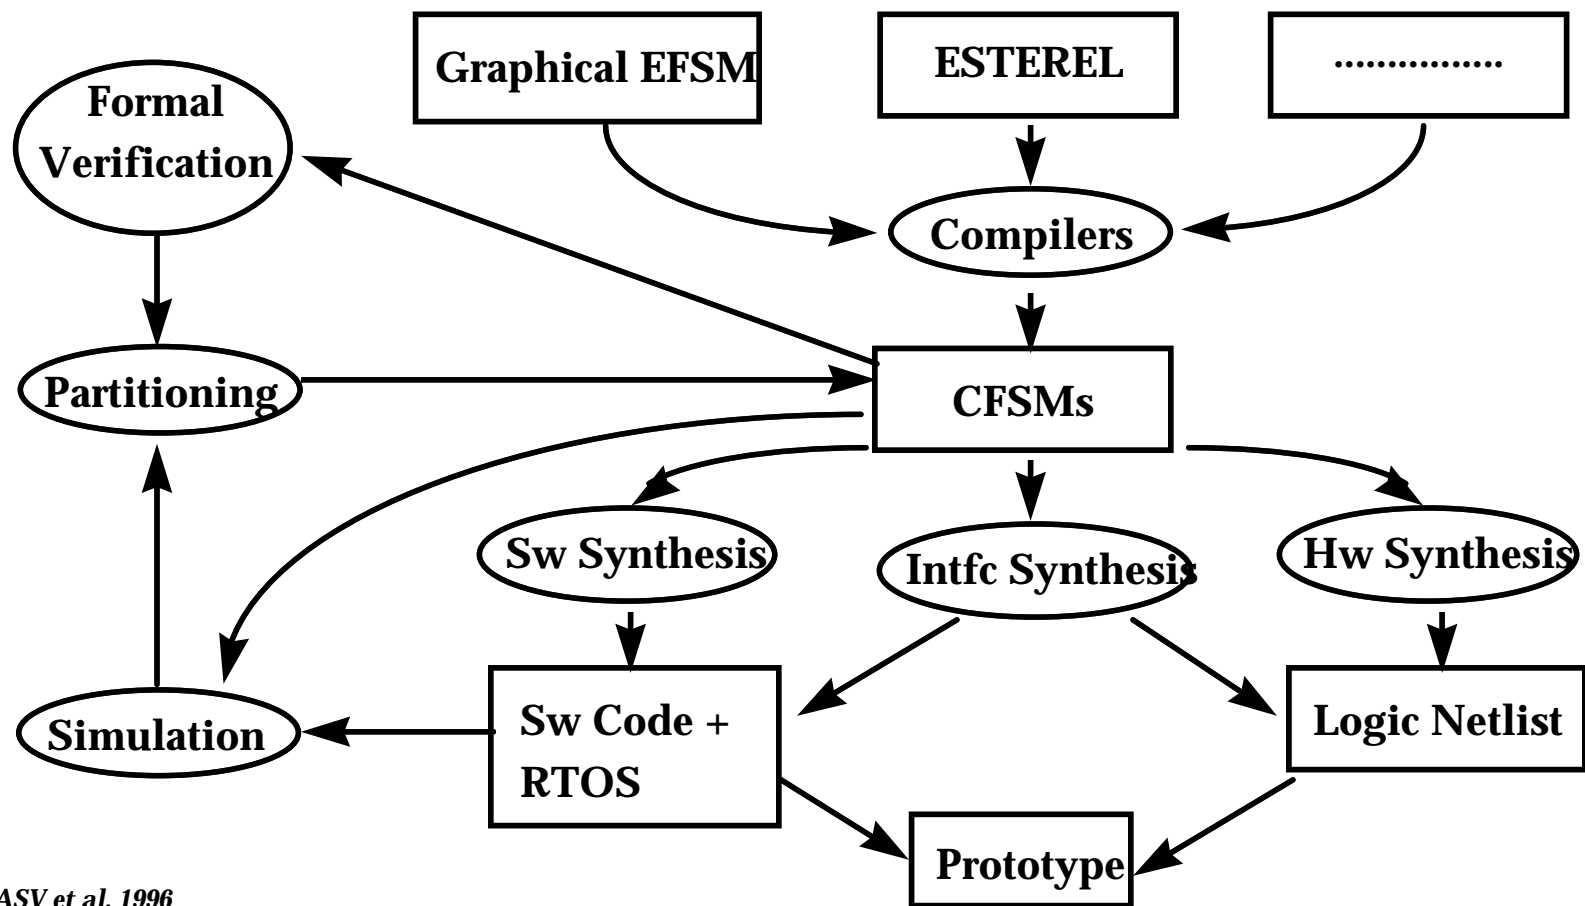 Graphical EFSM
ESTEREL
................
Formal
Verification
Compilers
Partitioning
CFSMs
Sw Synthesis
Intfc Synthesis
Hw Synthesis
Simulation
Sw Code +
RTOS
Logic Netlist
Prototype
ASV et al. 1996